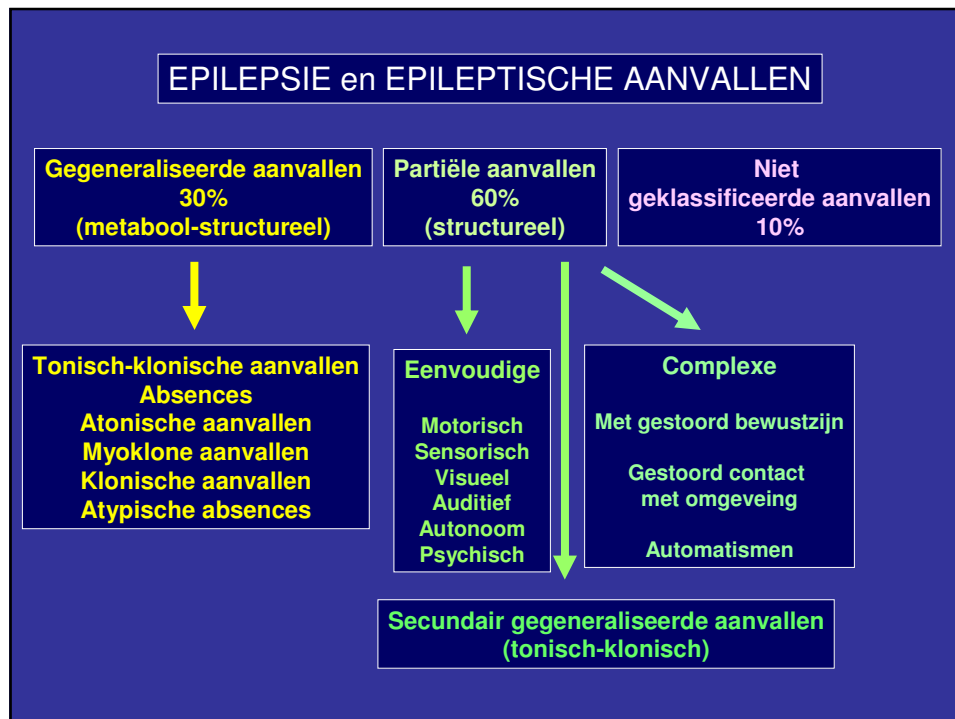 EPILEPSIE en EPILEPTISCHE AANVALLEN
Gegeneraliseerde aanvallen
30%
(metabool-structureel)
Partiële aanvallen
60%
(structureel)
Niet
geklassificeerde aanvallen
10%
Tonisch-klonische aanvallen
Absences
Atonische aanvallen
Myoklone aanvallen
Klonische aanvallen
Atypische absences
Eenvoudige
Motorisch
Sensorisch
Visueel
Auditief
Autonoom
Psychisch
Complexe
Met gestoord bewustzijn
Gestoord contact
met omgeveing
Automatismen
Secundair gegeneraliseerde aanvallen
(tonisch-klonisch)